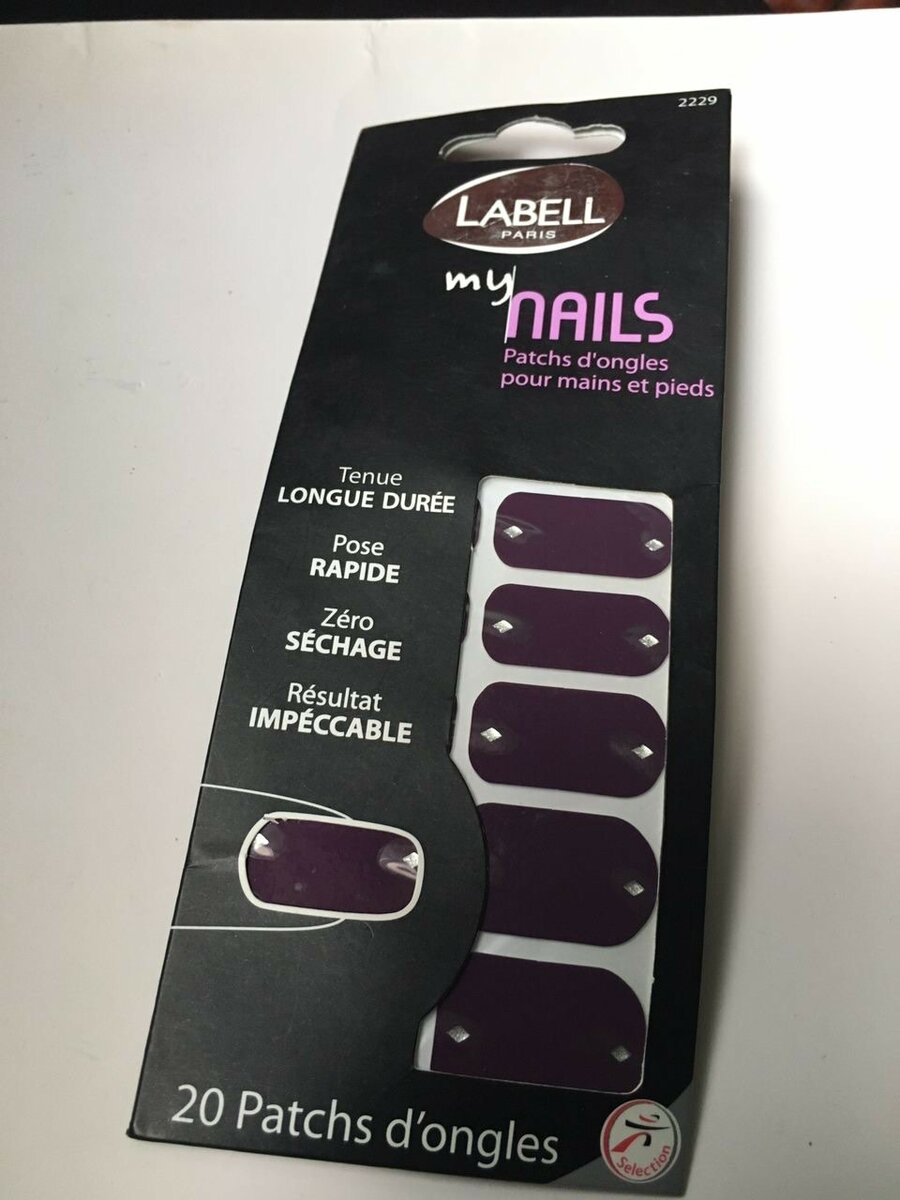 2229
LABELL
PARIS
my
NAILS
Patchs d'ongles
pour mains et pieds
Tenue
LONGUE DURÉE
Pose
RAPIDE
Zéro
SÉCHAGE
Résultat
IMPÉCCABLE
20 Patchs d'ongles
Selection